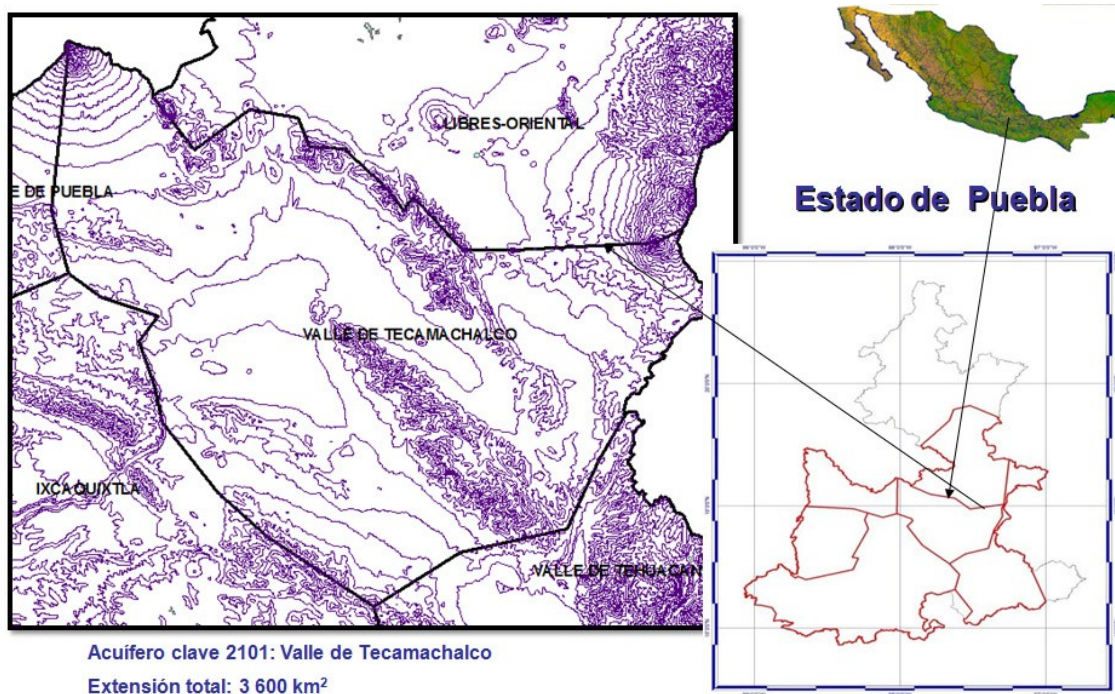 LIBRES-ORIENTAL
E DE PUEBLA
VALLE DE TECAMACHALCO
IXCAQUIXTLA
VALLE DE TEHUACAN
Estado de Puebla
Acuífero clave 2101: Valle de Tecamachalco
Extensión total: 3 600 km²